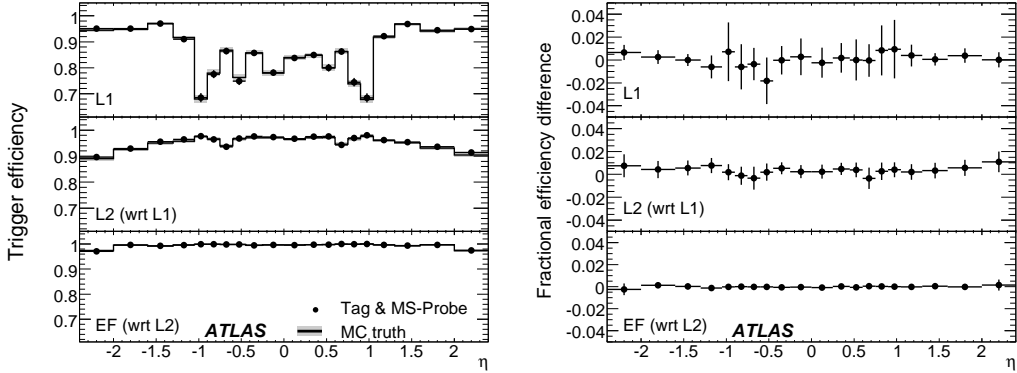 Trigger efficiency
1
0.9
0.8
0.7
L1
1
0.9
0.8
0.7
L2 (wrt L1)
1
0.9
0.8
0.7
Tag & MS-Probe
MC truth
EF (wrt L2)
ATLAS
-2 -1.5 -1 -0.5 0 0.5 1 1.5 2
η
Fractional efficiency difference
0.04
0.02
0
-0.02
-0.04
L1
0.04
0.02
0
-0.02
-0.04
L2 (wrt L1)
0.04
0.02
0
-0.02
-0.04
EF (wrt L2)
ATLAS
-2 -1.5 -1 -0.5 0 0.5 1 1.5 2
η